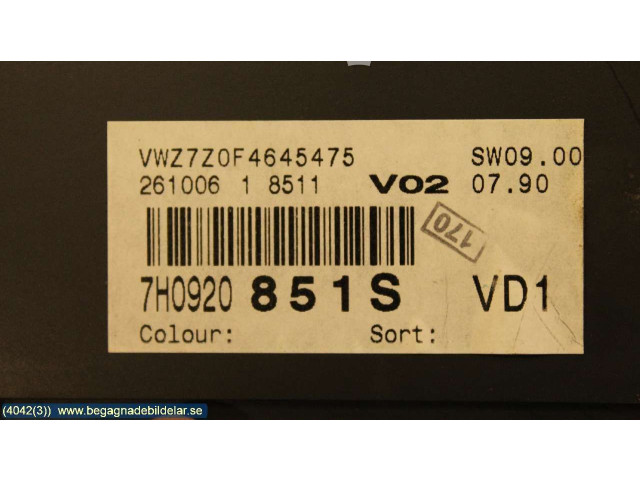 VWZ7Z0F4645475 SW09.00
261006 1 8511 V02 07.90
170
7H0920 851S VD1
Colour: Sort:
(4042(3)) www.begagnadebildelar.se